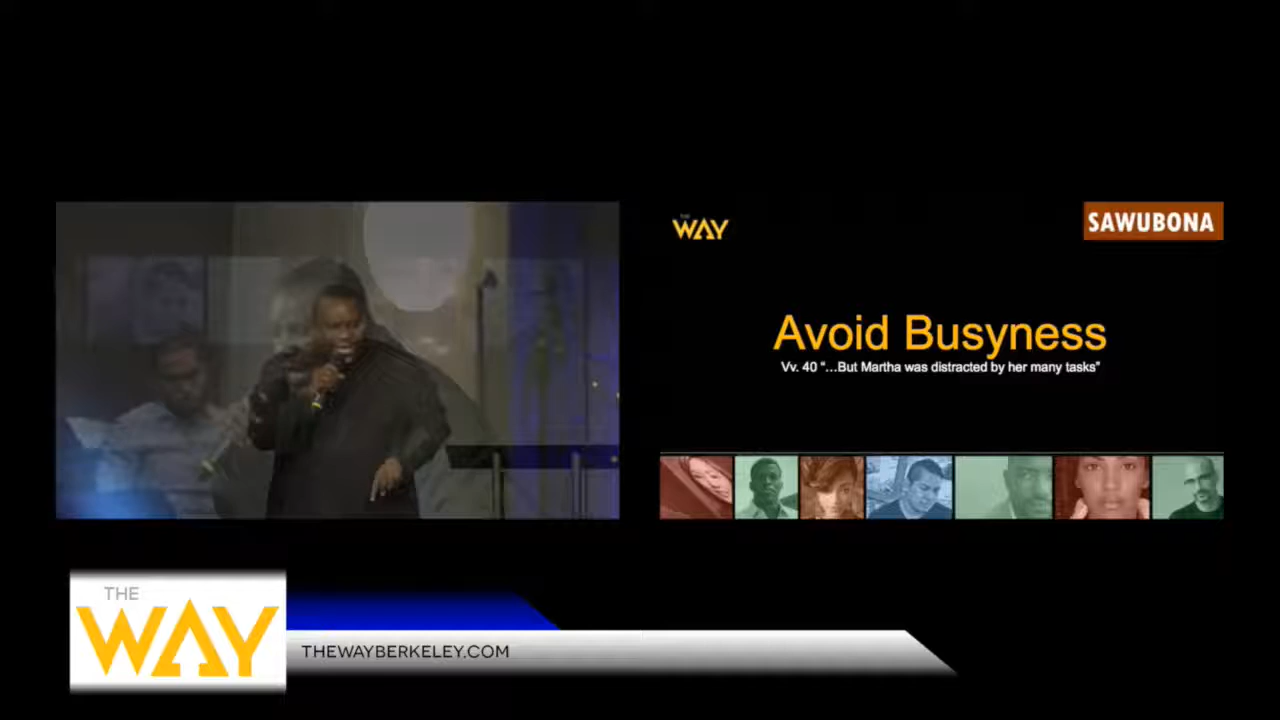 THE
WAY
SAWUBONA
Avoid Busyness
Vv. 40 “...But Martha was distracted by her many tasks”
THE
WAY
THEWAYBERKELEY.COM